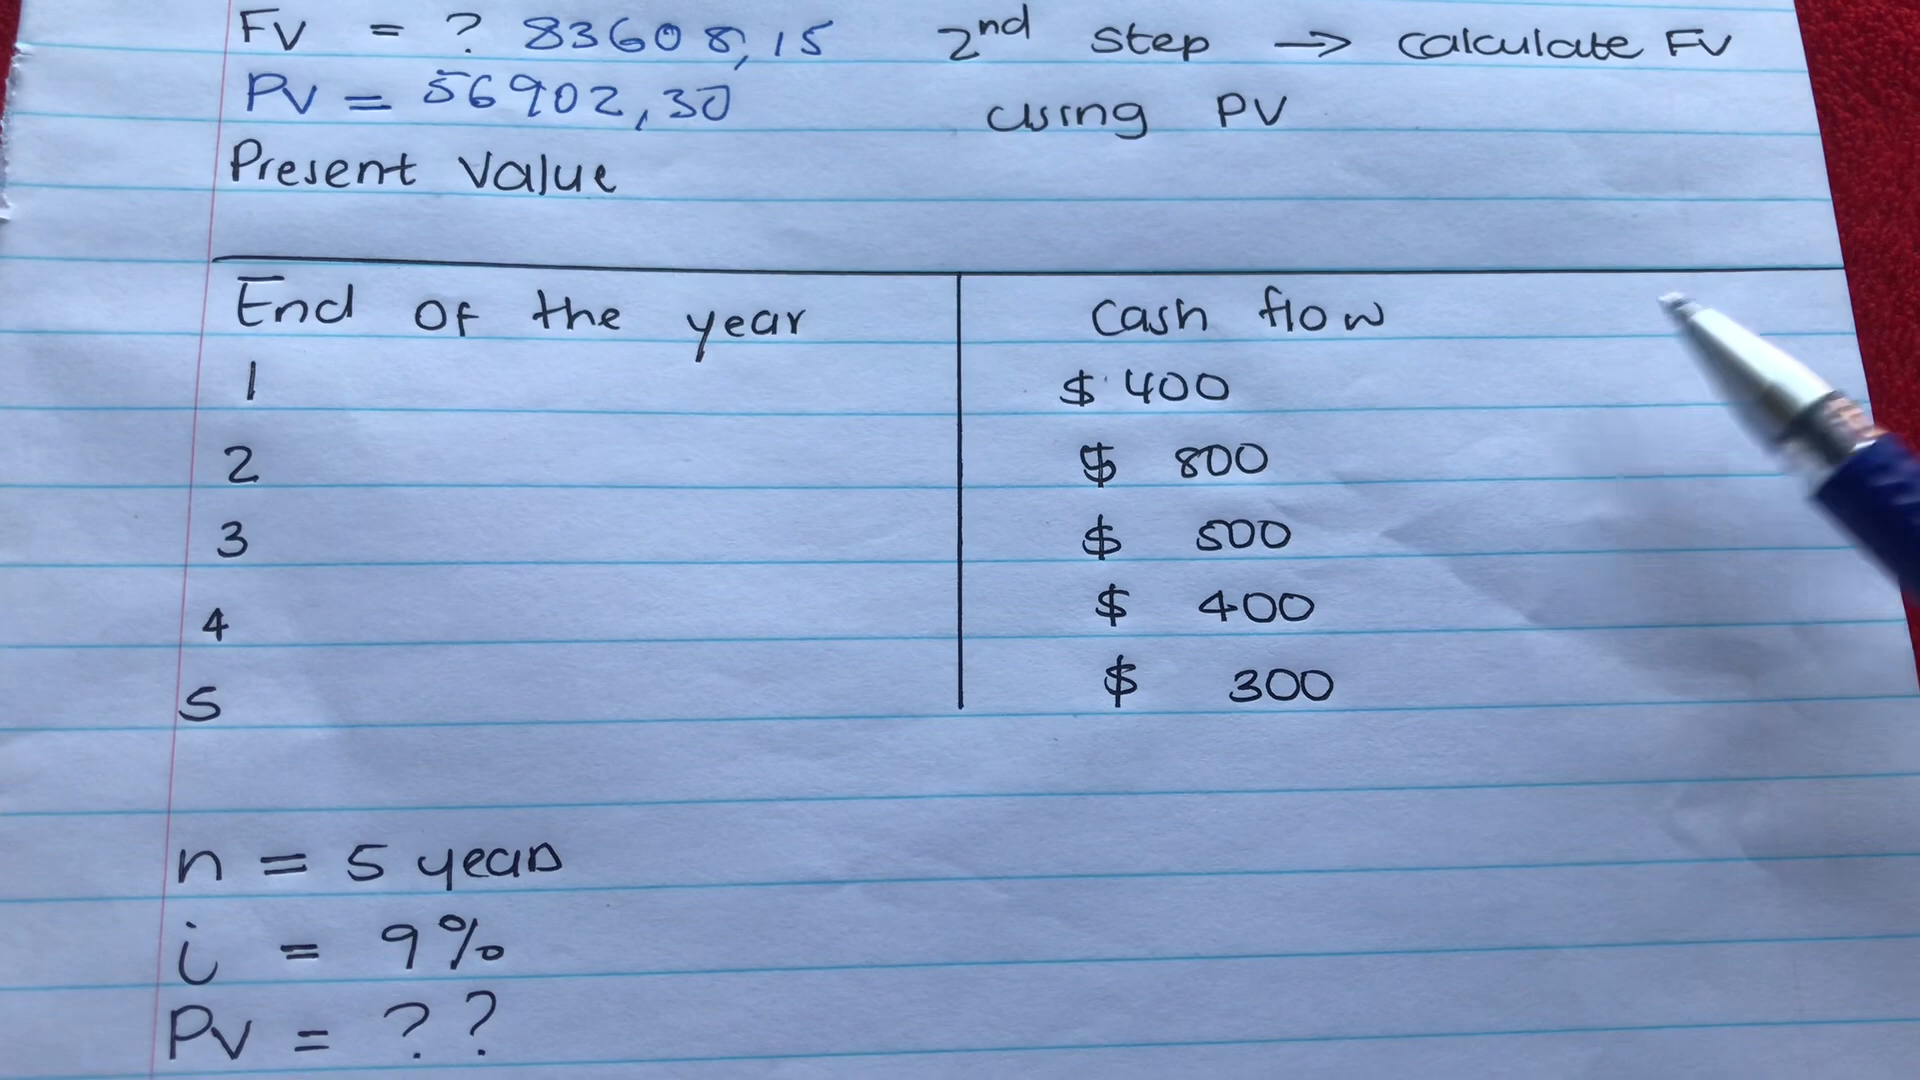 FV = ? 83608,15 2nd step → calculate FV
PV = 56902,30 using PV
Present Value
End of the year Cash flow
1 $ 400
2 $ 800
3 $ 500
4 $ 400
5 $ 300
n = 5 years
i = 9%
PV = ??